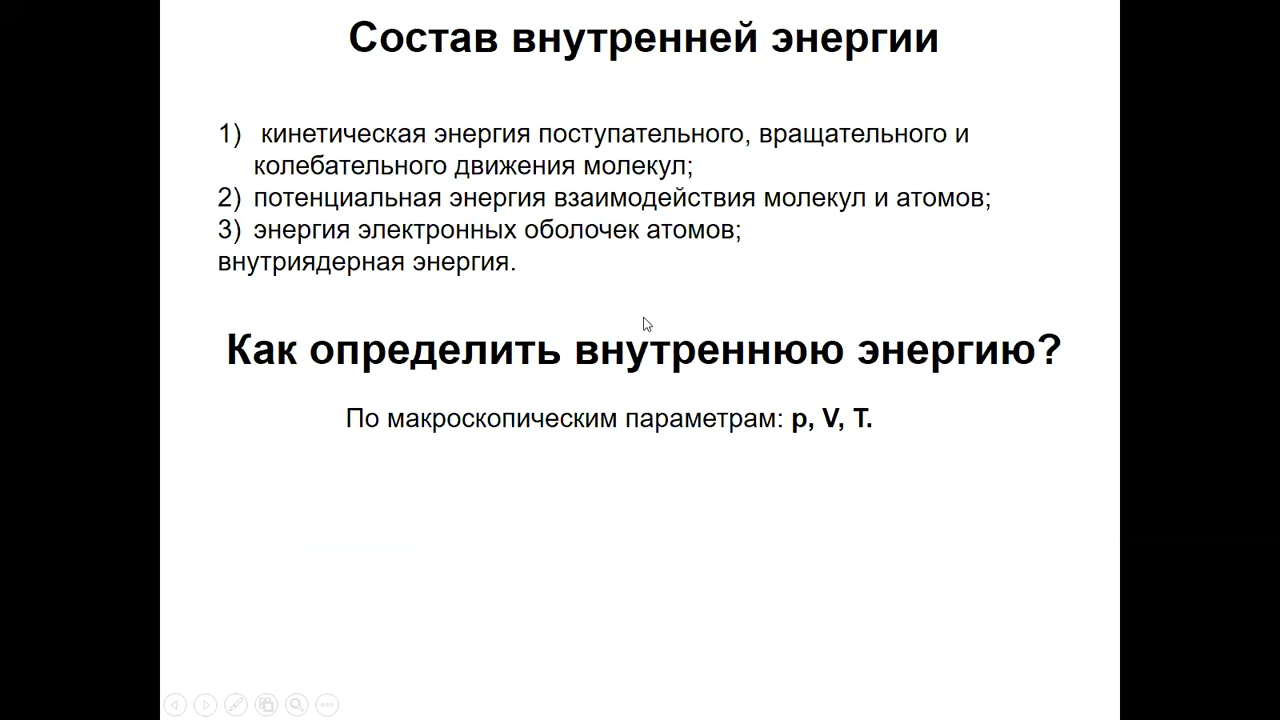 Состав внутренней энергии
1) кинетическая энергия поступательного, вращательного и
колебательного движения молекул;
2) потенциальная энергия взаимодействия молекул и атомов;
3) энергия электронных оболочек атомов;
внутриядерная энергия.
Как определить внутреннюю энергию?
По макроскопическим параметрам: p, V, T.